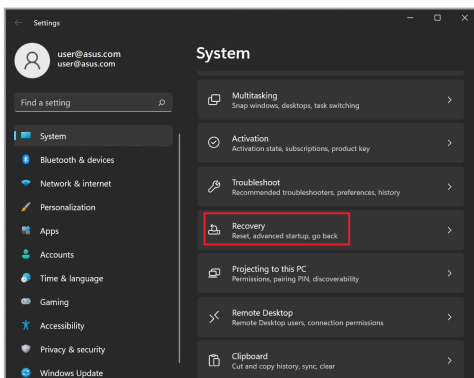 Settings
user@asus.com
user@asus.com
Find a setting
System
Bluetooth & devices
Network & internet
Personalization
Apps
Accounts
Time & language
Gaming
Accessibility
Privacy & security
Windows Update
System
Multitasking
Snap windows, desktops, task switching
Activation
Activation state, subscriptions, product key
Troubleshoot
Recommended troubleshooters, preferences, history
Recovery
Reset, advanced startup, go back
Projecting to this PC
Permissions, pairing PIN, discoverability
Remote Desktop
Remote Desktop users, connection permissions
Clipboard
Cut and copy history, sync, clear